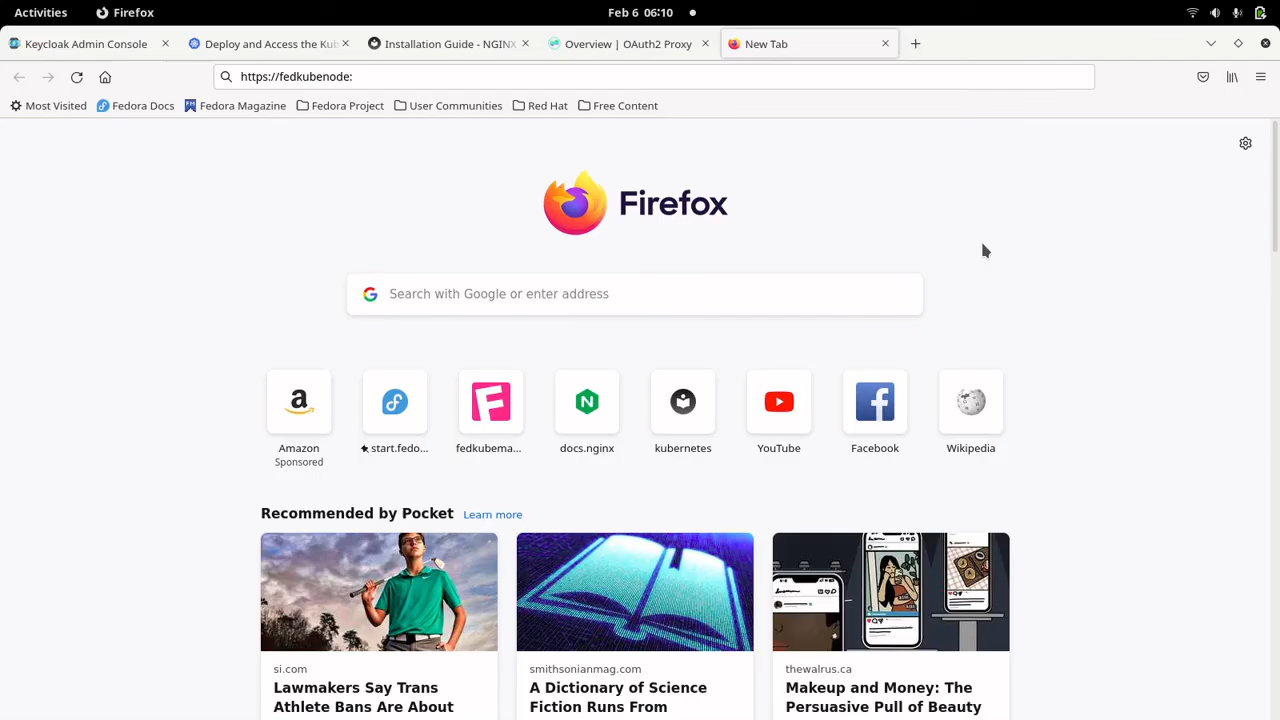 Activities
Firefox
Feb 6 06:10
Keycloak Admin Console
Deploy and Access the Kub
Installation Guide - NGINX
Overview | OAuth2 Proxy
New Tab
https://fedkubenode:
Most Visited
Fedora Docs
Fedora Magazine
Fedora Project
User Communities
Red Hat
Free Content
Firefox
Search with Google or enter address
a
F
N
f
W
Amazon
Sponsored
start.fedo...
fedkubema...
docs.nginx
kubernetes
YouTube
Facebook
Wikipedia
Recommended by Pocket
Learn more
si.com
Lawmakers Say Trans
Athlete Bans Are About
smithsonianmag.com
A Dictionary of Science
Fiction Runs From
thewalrus.ca
Makeup and Money: The
Persuasive Pull of Beauty